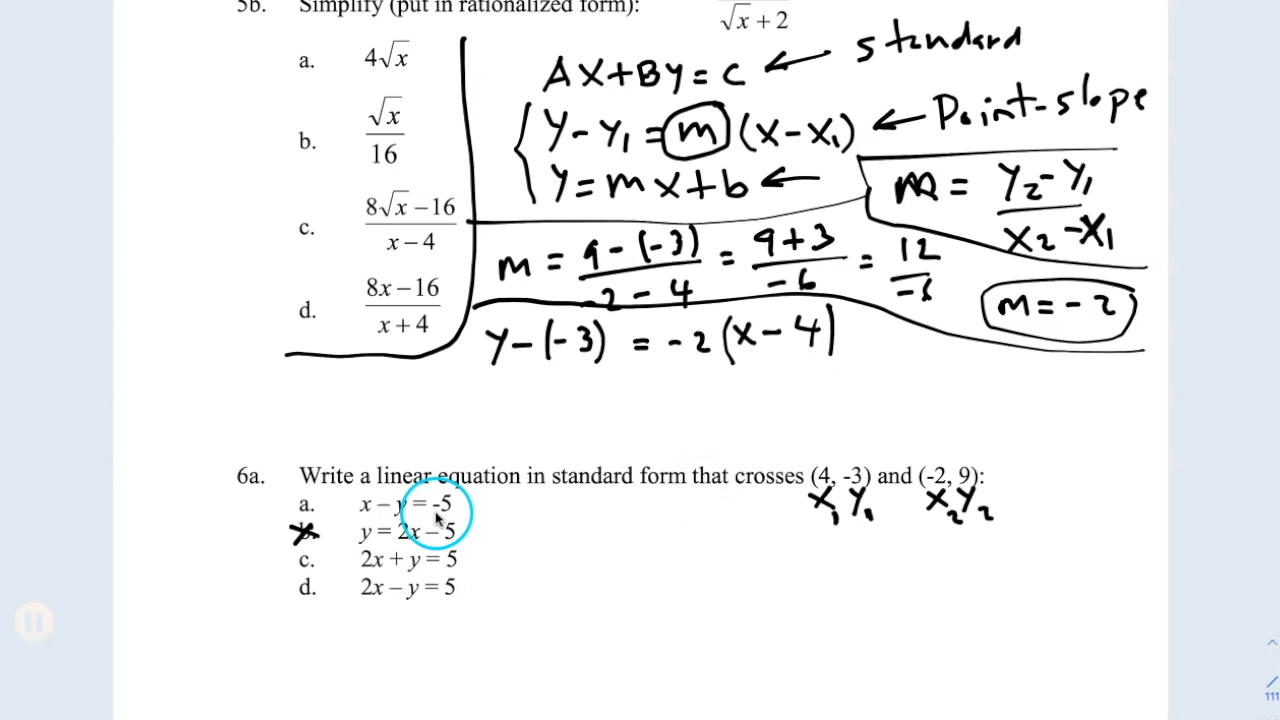 5b. Simplify (put in rationalized form):
√x + 2
a. 4√x
b. √x / 16
c. 8√x − 16 / x − 4
d. 8x − 16 / x + 4
AX+BY=C ← standard
Y−Y₁=m(X−X₁) ← Point-slope
Y=mX+b ←
m = Y₂−Y₁ / X₂−X₁
m = 9−(−3) / −2−4 = 9+3 / −6 = 12 / −6
m=−2
Y−(−3) = −2(X−4)
6a. Write a linear equation in standard form that crosses (4, -3) and (-2, 9):
X₁ Y₁ X₂ Y₂
a. x − y = -5
y = 2x − 5
c. 2x + y = 5
d. 2x − y = 5
111